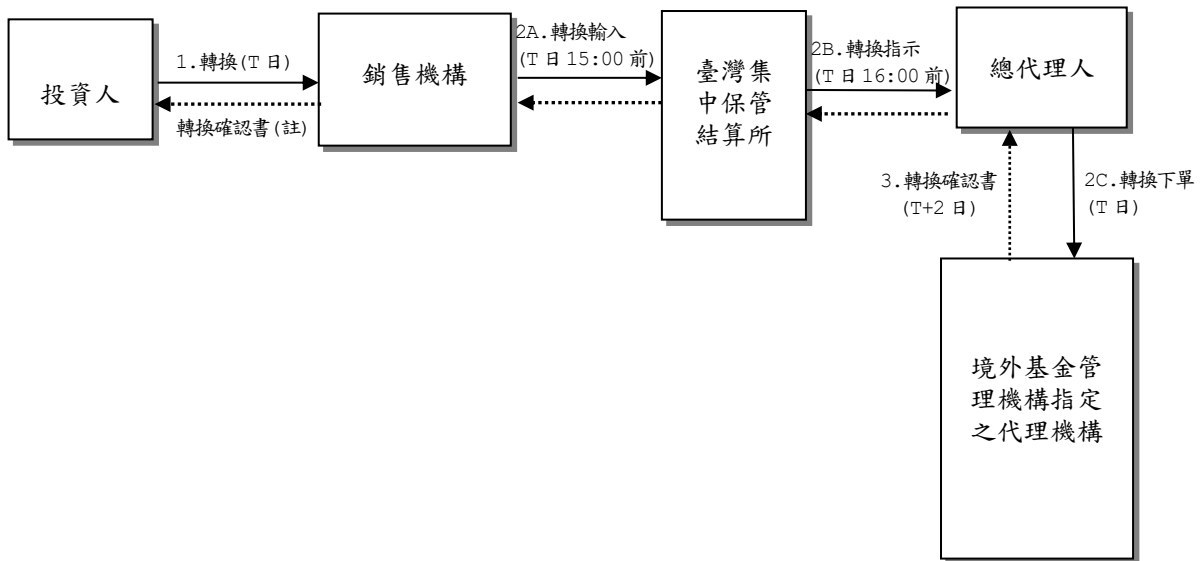 投資人
1.轉換(T 日)
轉換確認書(註)
銷售機構
2A.轉換輸入
(T 日 15:00 前)
臺灣集
中保管
結算所
2B.轉換指示
(T 日 16:00 前)
總代理人
3.轉換確認書
(T+2 日)
2C.轉換下單
(T 日)
境外基金管
理機構指定
之代理機構